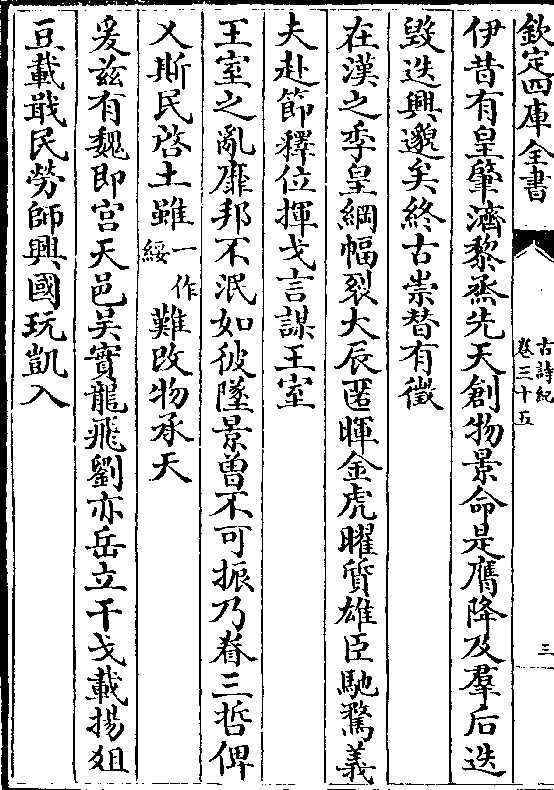 欽定四庫全書
古詩紀
卷三十五
三
伊昔有皇肇濟黎蒸先天創物景命是膺降及羣后迭
毀迭興邈矣終古崇替有徵
在漢之季皇綱幅裂大辰匿暉金虎曜質雄臣馳騖義
夫赴節釋位揮戈言謀王室
王室之亂靡邦不泯如彼墜景曾不可振乃眷三哲俾
乂斯民啓土雖一作綏難改物承天
爰兹有魏即宮天邑吴實龍飛劉亦岳立干戈載揚俎
豆載戢民勞師興國玩凱入